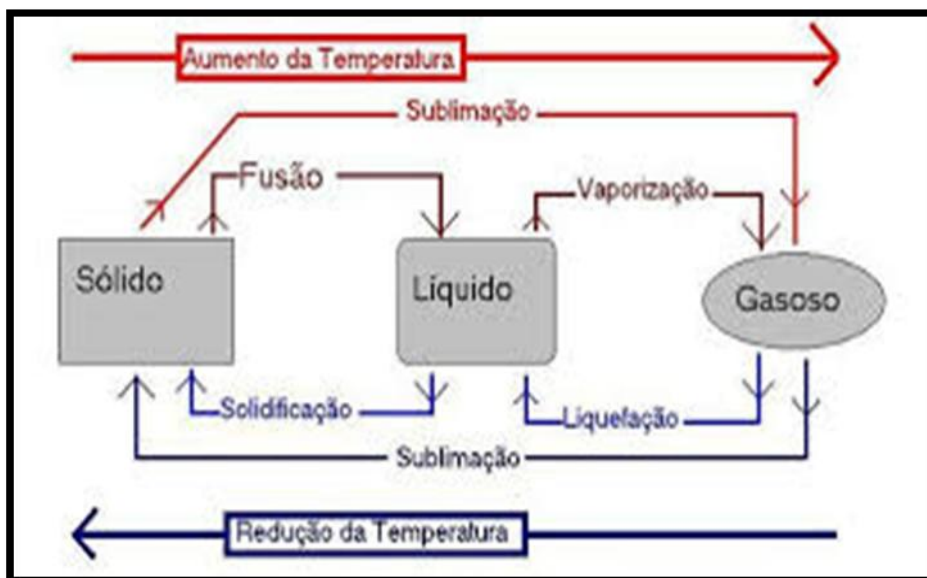 Aumento da Temperatura
Sublimação
Fusão
Vaporização
Sólido
Líquido
Gasoso
Solidificação
Liquefação
Sublimação
Redução da Temperatura